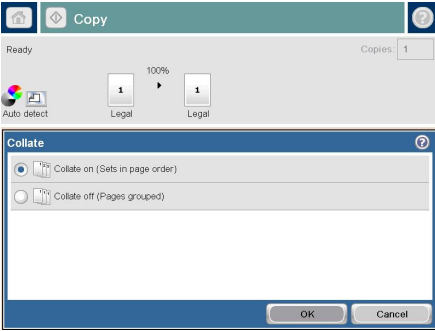 Copy
?
Ready
Copies: 1
100%
1 1
Auto detect Legal Legal
Collate ?
Collate on (Sets in page order)
Collate off (Pages grouped)
OK Cancel